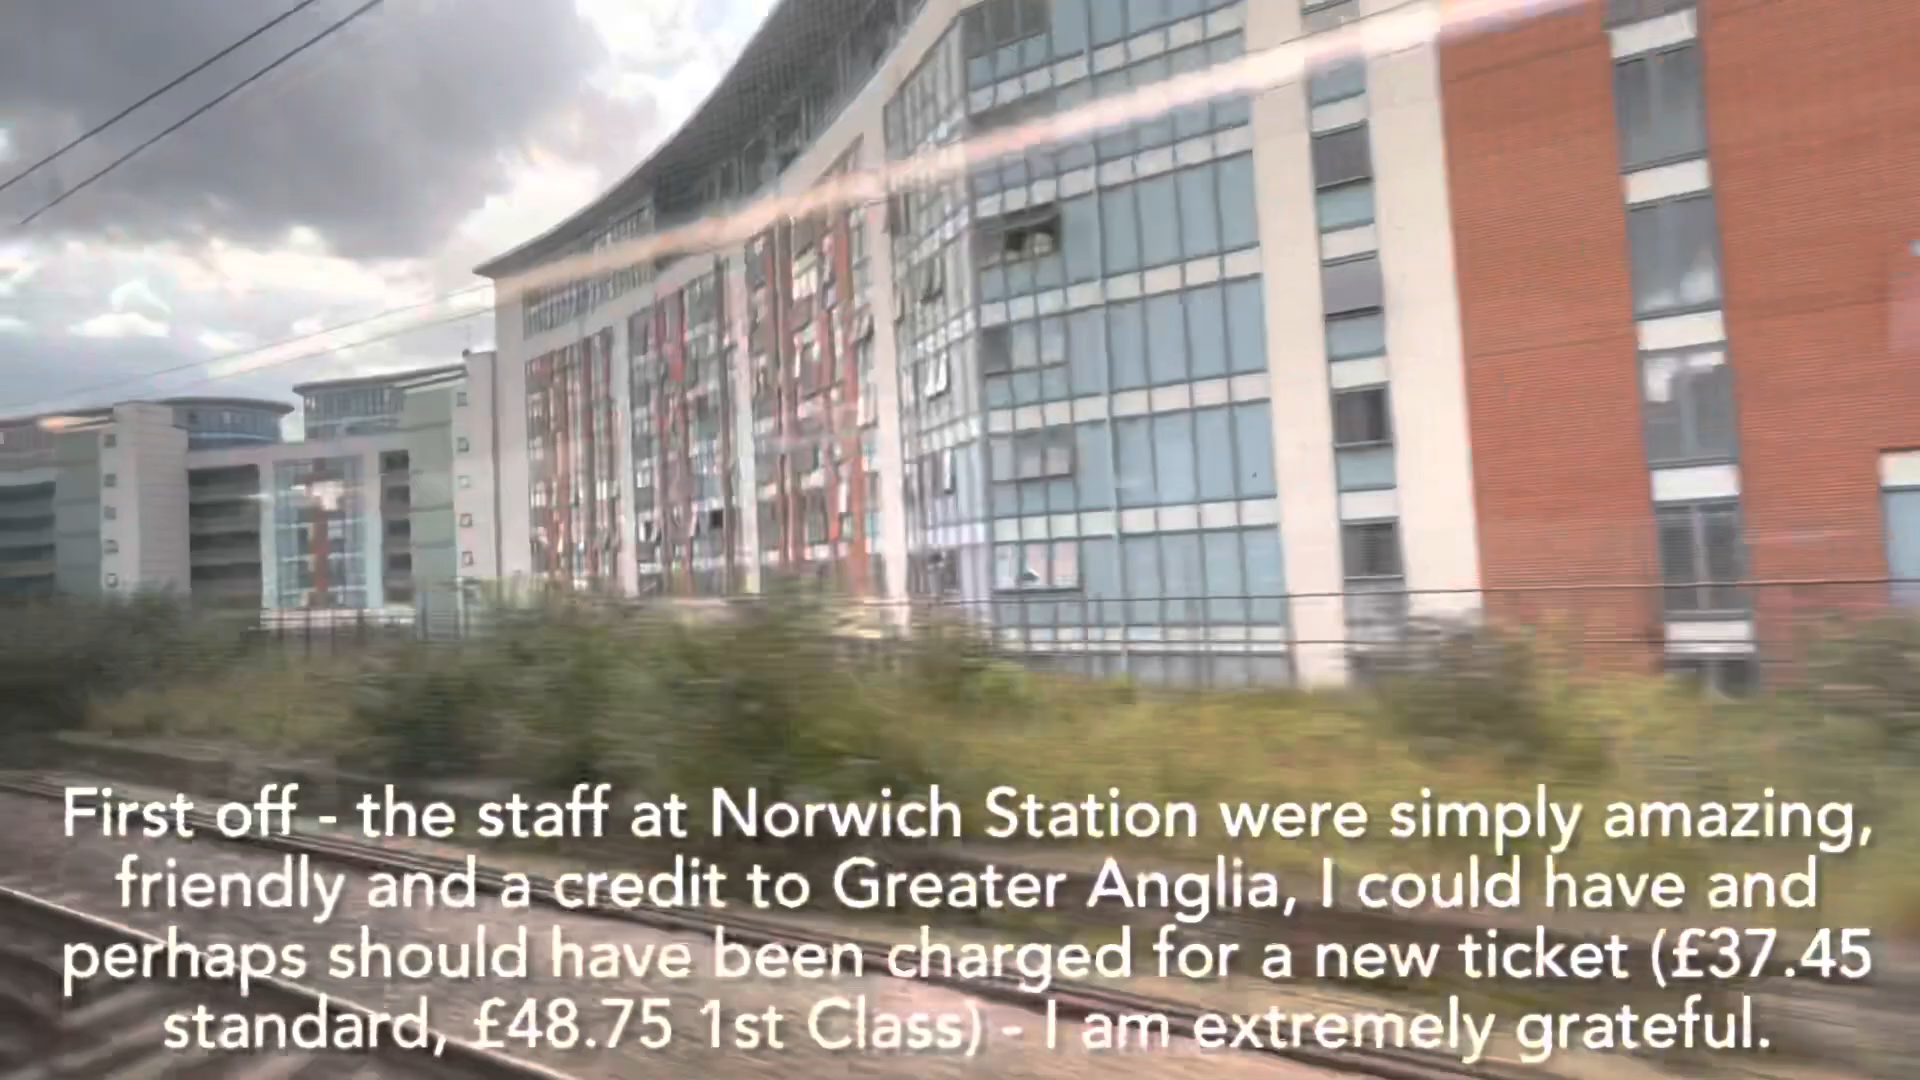 First off - the staff at Norwich Station were simply amazing,
friendly and a credit to Greater Anglia, I could have and
perhaps should have been charged for a new ticket (£37.45
standard, £48.75 1st Class) - I am extremely grateful.